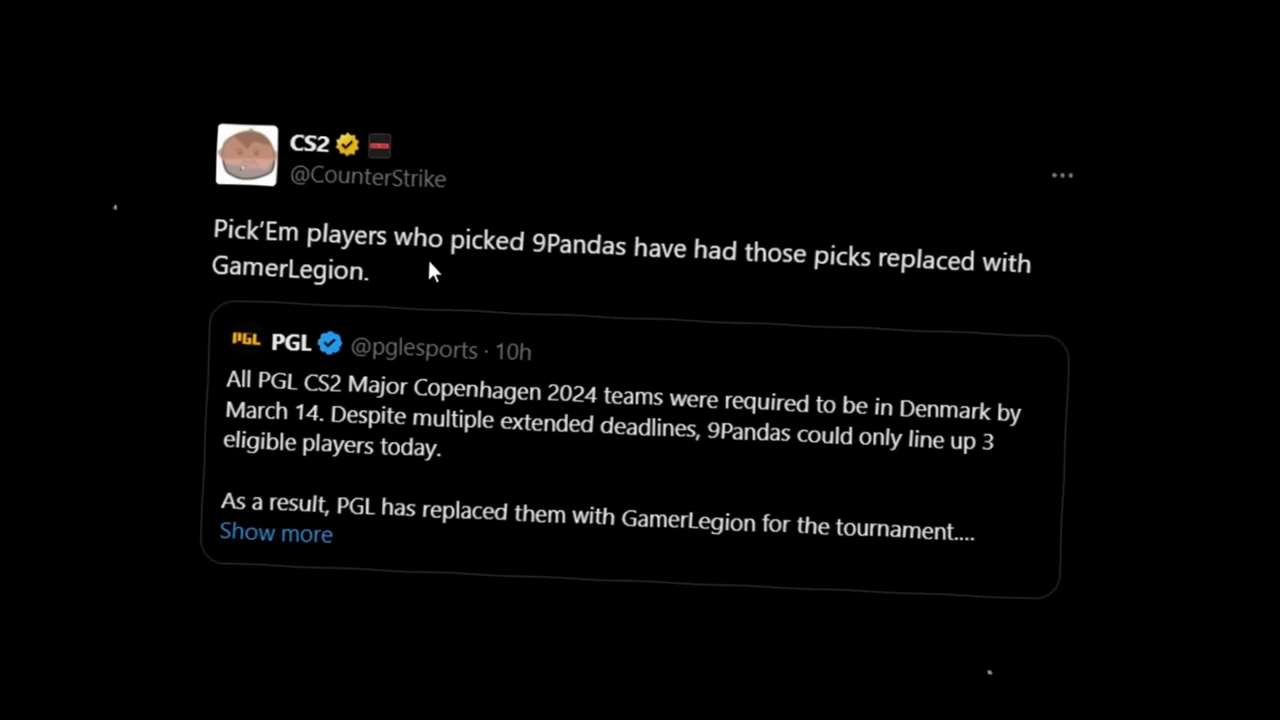 CS2
@CounterStrike
Pick'Em players who picked 9Pandas have had those picks replaced with
GamerLegion.
PGL PGL @pglesports · 10h
All PGL CS2 Major Copenhagen 2024 teams were required to be in Denmark by
March 14. Despite multiple extended deadlines, 9Pandas could only line up 3
eligible players today.
As a result, PGL has replaced them with GamerLegion for the tournament....
Show more